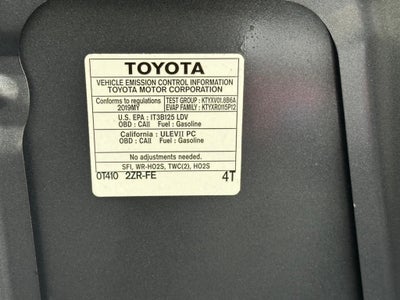 TOYOTA
VEHICLE EMISSION CONTROL INFORMATION
TOYOTA MOTOR CORPORATION
Conforms to regulations TEST GROUP : KTYXV01.8B6A
2019MY EVAP FAMILY : KTYXR0115P12
U.S. EPA : IT3B125 LDV
OBD : CAII Fuel : Gasoline
California : ULEVII PC
OBD : CAII Fuel : Gasoline
No adjustments needed.
SFI, WR-HO2S, TWC(2), HO2S
0T410 2ZR-FE 4T